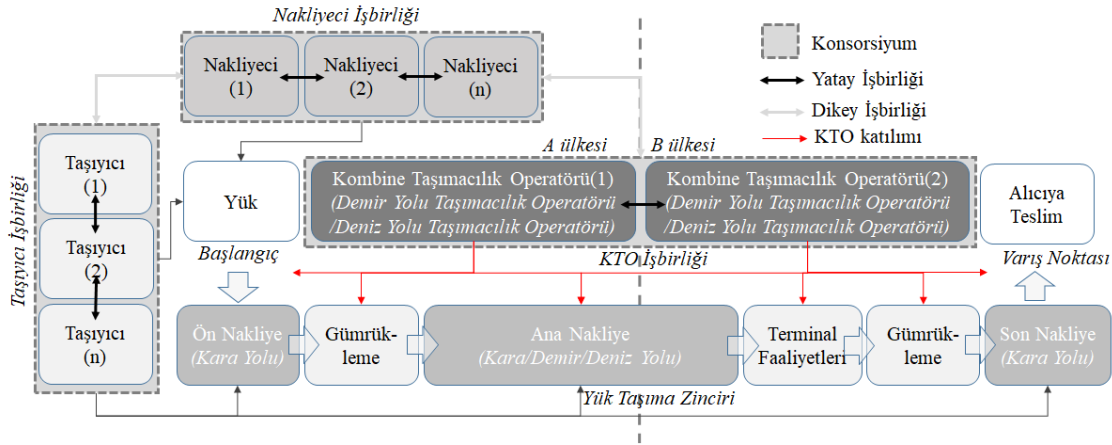 Nakliyeci İşbirliği
Nakliyeci
(1)
Nakliyeci
(2)
Nakliyeci
(n)
Konsorsiyum
Yatay İşbirliği
Dikey İşbirliği
KTO katılımı
Taşıyıcı İşbirliği
Taşıyıcı
(1)
Taşıyıcı
(2)
Taşıyıcı
(n)
Yük
Başlangıç
A ülkesi
B ülkesi
Kombine Taşımacılık Operatörü(1)
(Demir Yolu Taşımacılık Operatörü
/Deniz Yolu Taşımacılık Operatörü)
Kombine Taşımacılık Operatörü(2)
(Demir Yolu Taşımacılık Operatörü
/Deniz Yolu Taşımacılık Operatörü)
KTO İşbirliği
Alıcıya
Teslim
Varış Noktası
Ön Nakliye
(Kara Yolu)
Gümrük-
leme
Ana Nakliye
(Kara/Demir/Deniz Yolu)
Terminal
Faaliyetleri
Gümrük-
leme
Son Nakliye
(Kara Yolu)
Yük Taşıma Zinciri